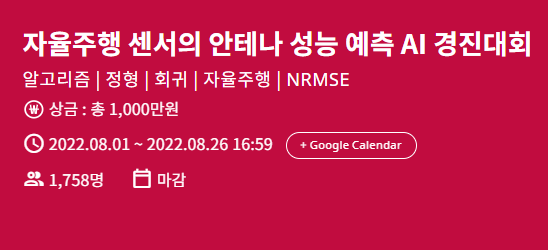 자율주행 센서의 안테나 성능 예측 AI 경진대회
알고리즘 | 정형 | 회귀 | 자율주행 | NRMSE
₩ 상금 : 총 1,000만원
2022.08.01 ~ 2022.08.26 16:59 + Google Calendar
1,758명 마감